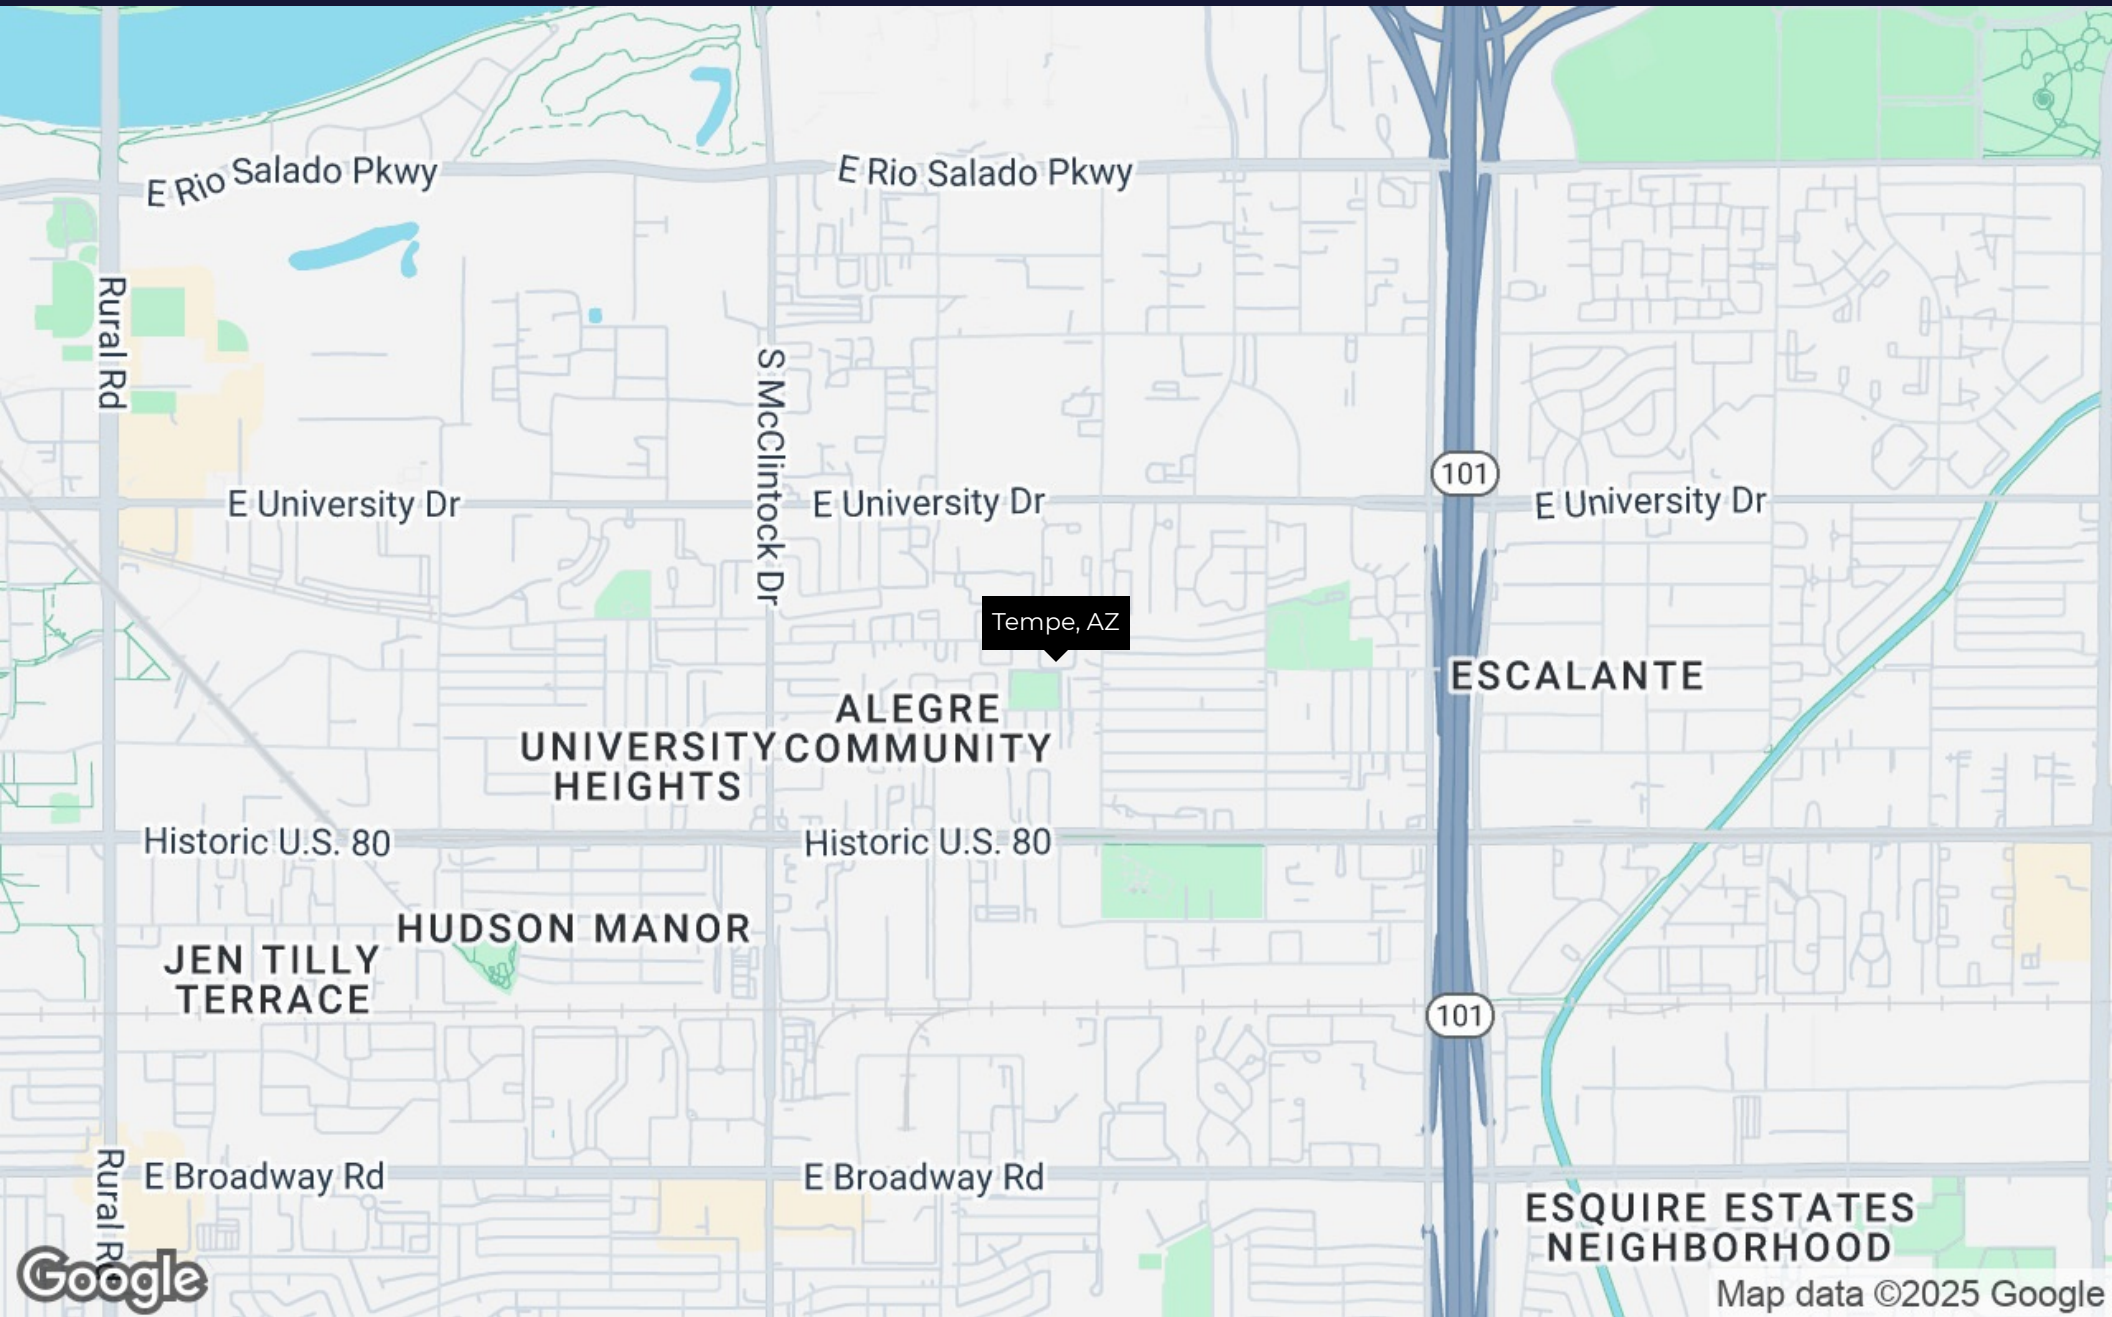 E Rio Salado Pkwy
E Rio Salado Pkwy
Rural Rd
S McClintock Dr
101
E University Dr
E University Dr
E University Dr
Tempe, AZ
ESCALANTE
ALEGRE
COMMUNITY
UNIVERSITY
HEIGHTS
Historic U.S. 80
Historic U.S. 80
HUDSON MANOR
JEN TILLY
TERRACE
101
Rural Rd
E Broadway Rd
E Broadway Rd
ESQUIRE ESTATES
NEIGHBORHOOD
Google
Map data ©2025 Google